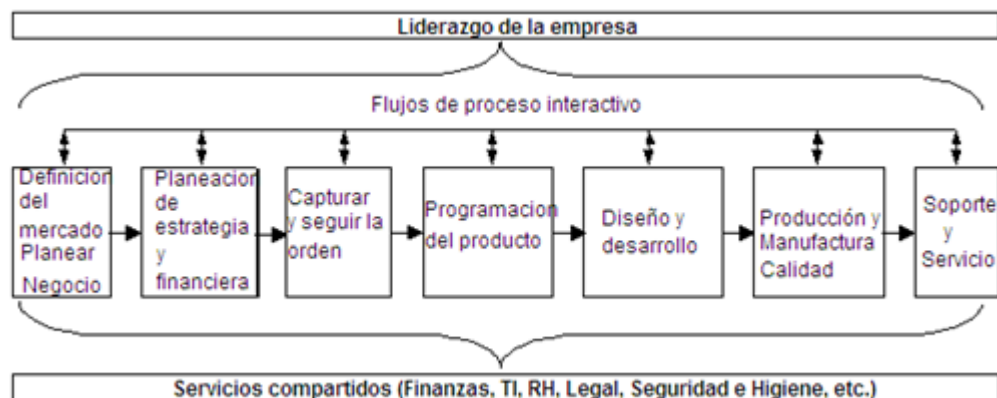 Liderazgo de la empresa
Flujos de proceso interactivo
Definicion
del
mercado
Planear
Negocio
Planeacion
de
estrategia
y
financiera
Capturar
y seguir la
orden
Programacion
del producto
Diseño y
desarrollo
Producción y
Manufactura
Calidad
Soporte
y
Servicio
Servicios compartidos (Finanzas, TI, RH, Legal, Seguridad e Higiene, etc.)